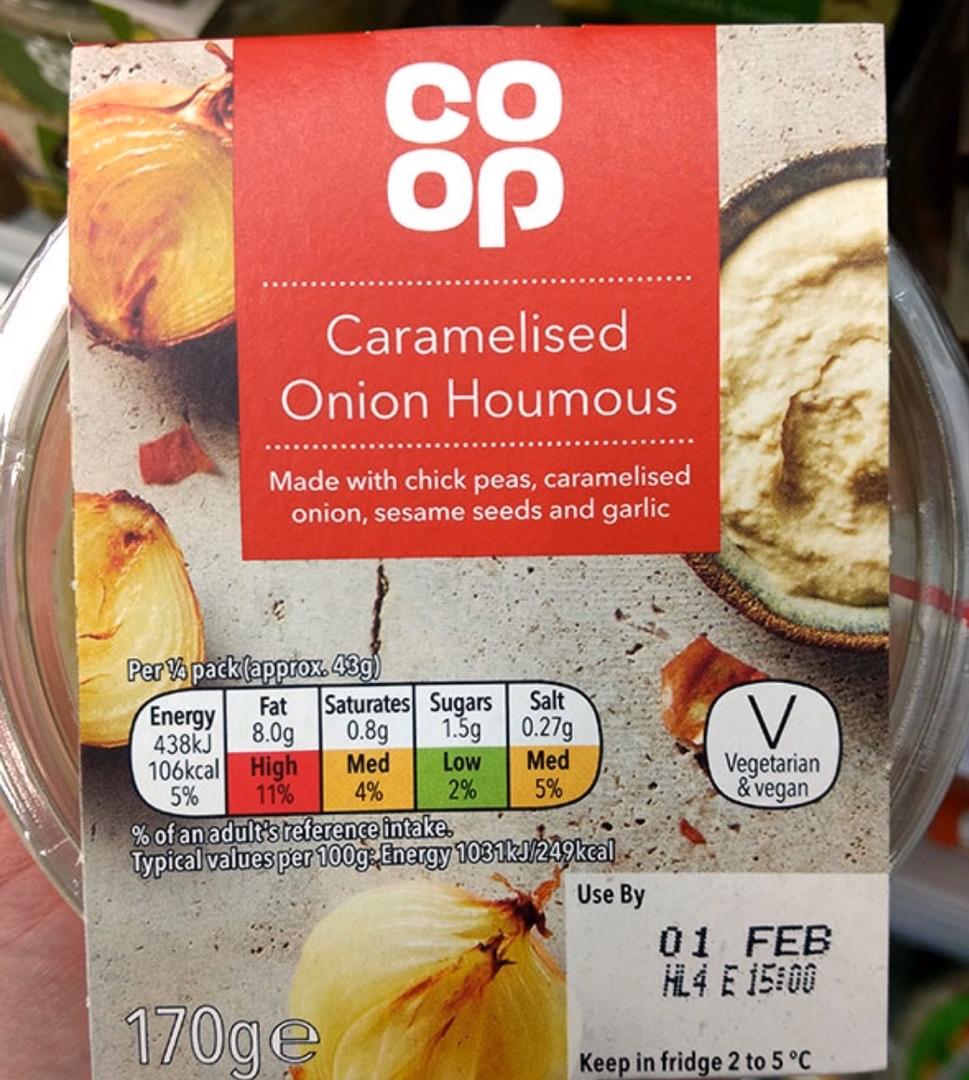 CO
OP
Caramelised
Onion Houmous
Made with chick peas, caramelised
onion, sesame seeds and garlic
Per ¼ pack (approx. 43g)
Energy Fat Saturates Sugars Salt
438kJ 8.0g 0.8g 1.5g 0.27g
106kcal High Med Low Med
5% 11% 4% 2% 5%
V
Vegetarian
& vegan
% of an adult's reference intake.
Typical values per 100g: Energy 1031kJ/249kcal
Use By
01 FEB
HL4 E 15:00
170g e
Keep in fridge 2 to 5 °C